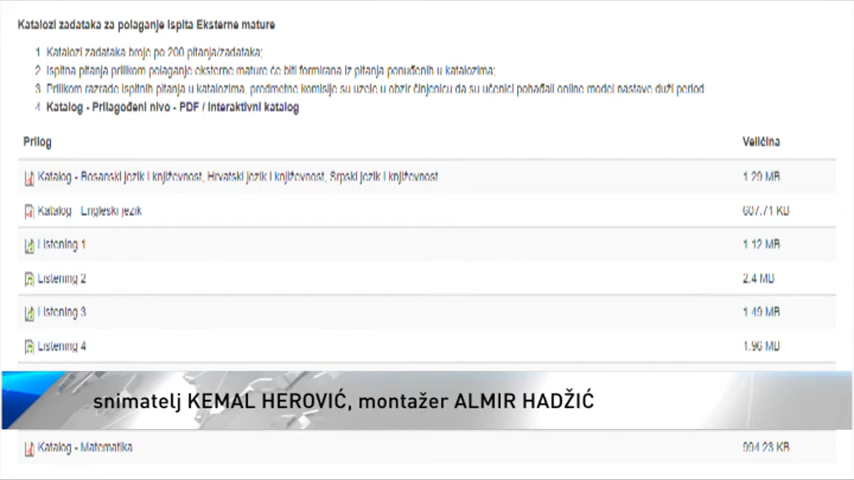 Katalozi zadataka za polaganje ispita Eksterne mature
1 Katalozi zadataka broje po 200 pitanja/zadataka;
2 Ispitna pitanja prilikom polaganje eksterne mature će biti formirana iz pitanja ponuđenih u katalozima;
3 Prilikom razrade ispitnih pitanja u katalozima, predmetne komisije su uzele u obzir činjenicu da su učenici pohađali online model nastave duži period
4 Katalog - Prilagođeni nivo - PDF / Interaktivni katalog
Prilog Veličina
Katalog - Bosanski jezik i književnost, Hrvatski jezik i književnost, Srpski jezik i književnost 1.29 MB
Katalog - Engleski jezik 607.71 KB
Listening 1 1.12 MB
Listening 2 2.4 MB
Listening 3 1.49 MB
Listening 4 1.96 MB
snimatelj KEMAL HEROVIĆ, montažer ALMIR HADŽIĆ
Katalog - Matematika 994.23 KB